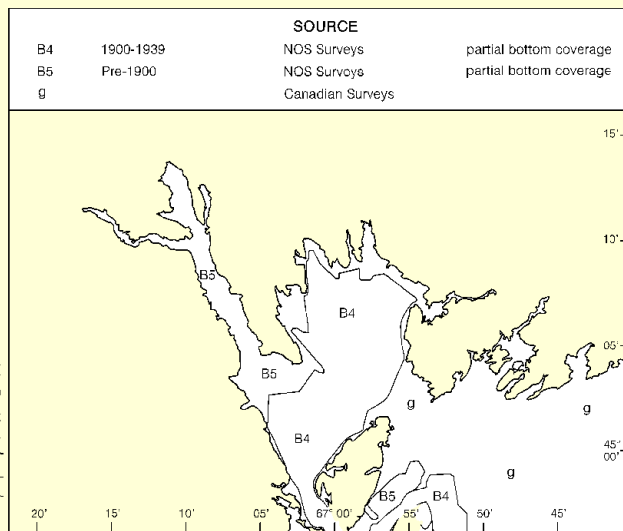 SOURCE
B4 1900-1939 NOS Surveys partial bottom coverage
B5 Pre-1900 NOS Surveys partial bottom coverage
g Canadian Surveys
15'
10'
B5
B4
05'
B5
g
g
B4
45°
00'
g
B5
B4
20' 15' 10' 05' 67° 00' 55' 50' 45'